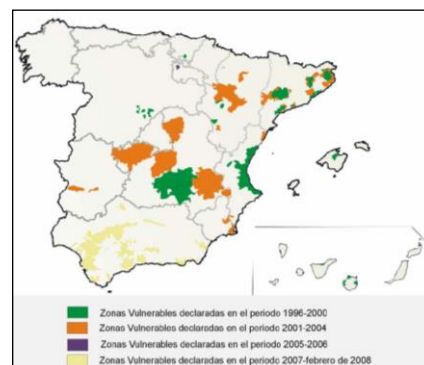 Zonas Vulnerables declaradas en el periodo 1996-2000
Zonas Vulnerables declaradas en el periodo 2001-2004
Zonas Vulnerables declaradas en el periodo 2005-2006
Zonas Vulnerables declaradas en el periodo 2007-febrero de 2008